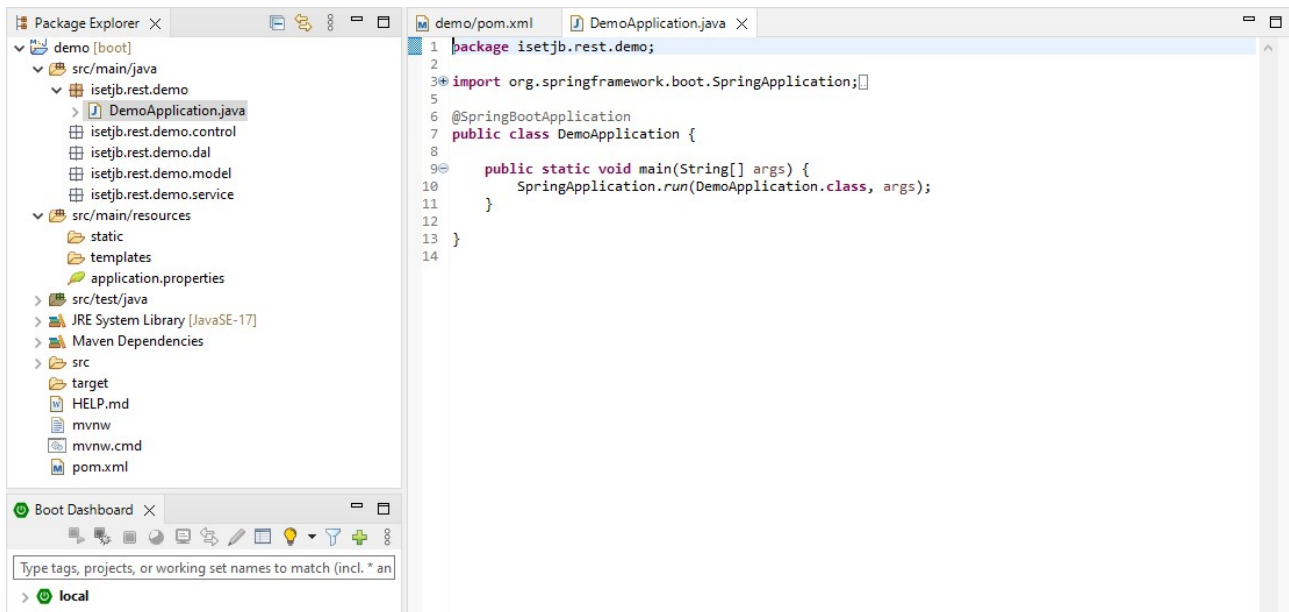 Package Explorer
demo [boot]
src/main/java
isetjb.rest.demo
DemoApplication.java
isetjb.rest.demo.control
isetjb.rest.demo.dal
isetjb.rest.demo.model
isetjb.rest.demo.service
src/main/resources
static
templates
application.properties
src/test/java
JRE System Library [JavaSE-17]
Maven Dependencies
src
target
HELP.md
mvnw
mvnw.cmd
pom.xml
Boot Dashboard
Type tags, projects, or working set names to match (incl. * an
local
demo/pom.xml DemoApplication.java
1 package isetjb.rest.demo;
2
3 import org.springframework.boot.SpringApplication;
5
6 @SpringBootApplication
7 public class DemoApplication {
8
9 public static void main(String[] args) {
10 SpringApplication.run(DemoApplication.class, args);
11 }
12
13 }
14